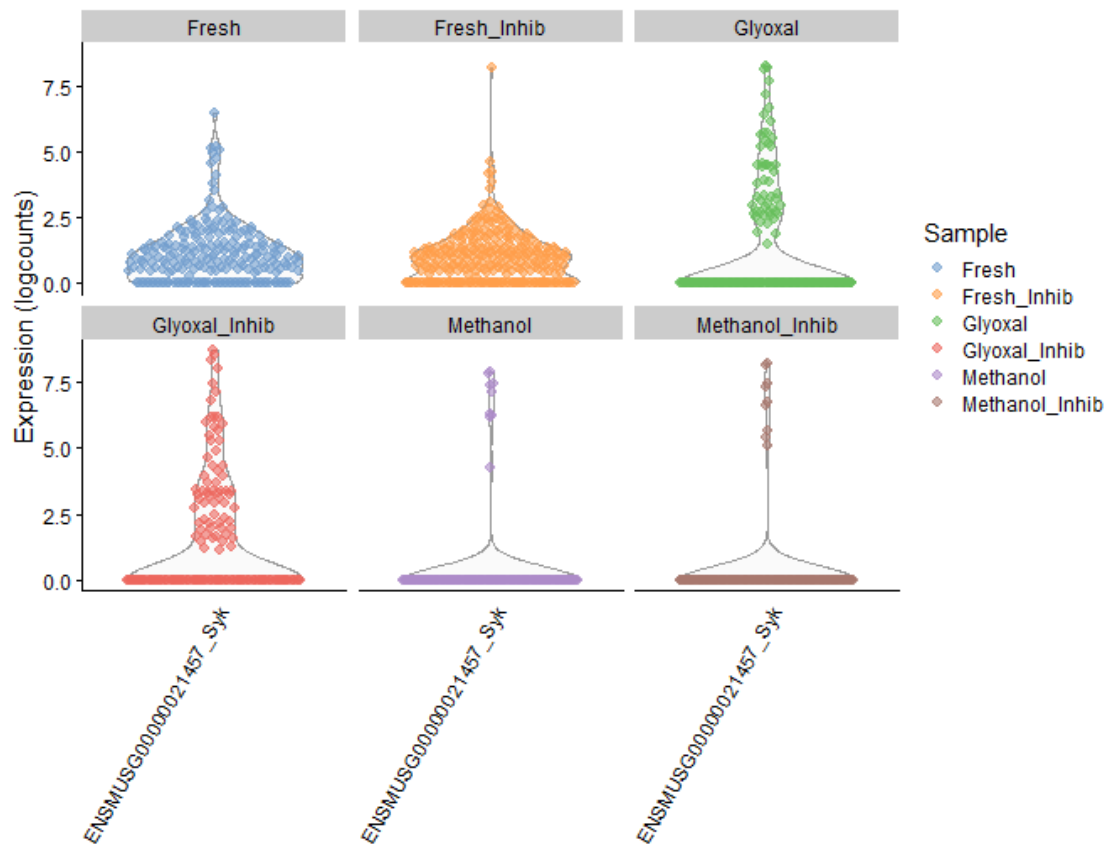 Fresh
Fresh_Inhib
Glyoxal
7.5
5.0
2.5
0.0
Glyoxal_Inhib
Methanol
Methanol_Inhib
7.5
5.0
2.5
0.0
Expression (logcounts)
ENSMUSG00000021457_Syk
ENSMUSG00000021457_Syk
ENSMUSG00000021457_Syk
Sample
Fresh
Fresh_Inhib
Glyoxal
Glyoxal_Inhib
Methanol
Methanol_Inhib